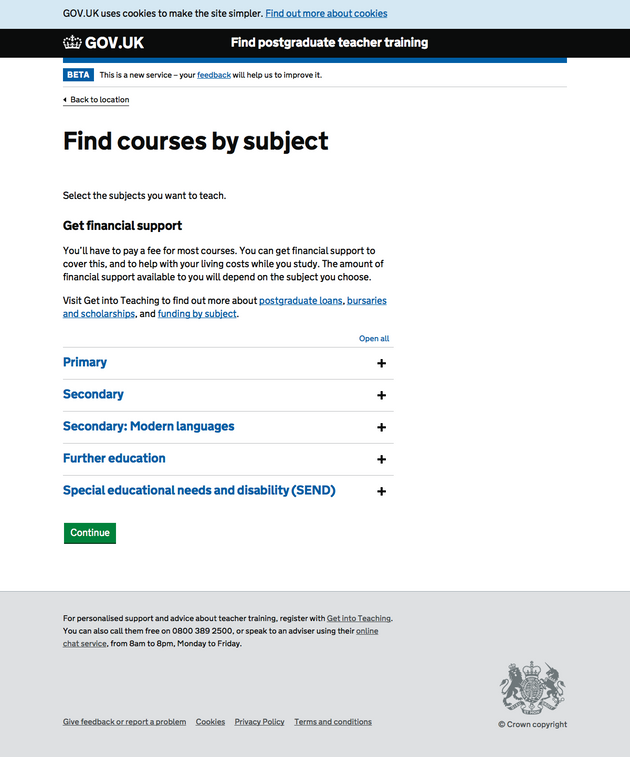 GOV.UK uses cookies to make the site simpler. Find out more about cookies
GOV.UK Find postgraduate teacher training
BETA This is a new service – your feedback will help us to improve it.
Back to location
Find courses by subject
Select the subjects you want to teach.
Get financial support
You'll have to pay a fee for most courses. You can get financial support to
cover this, and to help with your living costs while you study. The amount of
financial support available to you will depend on the subject you choose.
Visit Get into Teaching to find out more about postgraduate loans, bursaries
and scholarships, and funding by subject.
Open all
Primary
Secondary
Secondary: Modern languages
Further education
Special educational needs and disability (SEND)
Continue
For personalised support and advice about teacher training, register with Get into Teaching.
You can also call them free on 0800 389 2500, or speak to an adviser using their online
chat service, from 8am to 8pm, Monday to Friday.
Give feedback or report a problem Cookies Privacy Policy Terms and conditions
© Crown copyright